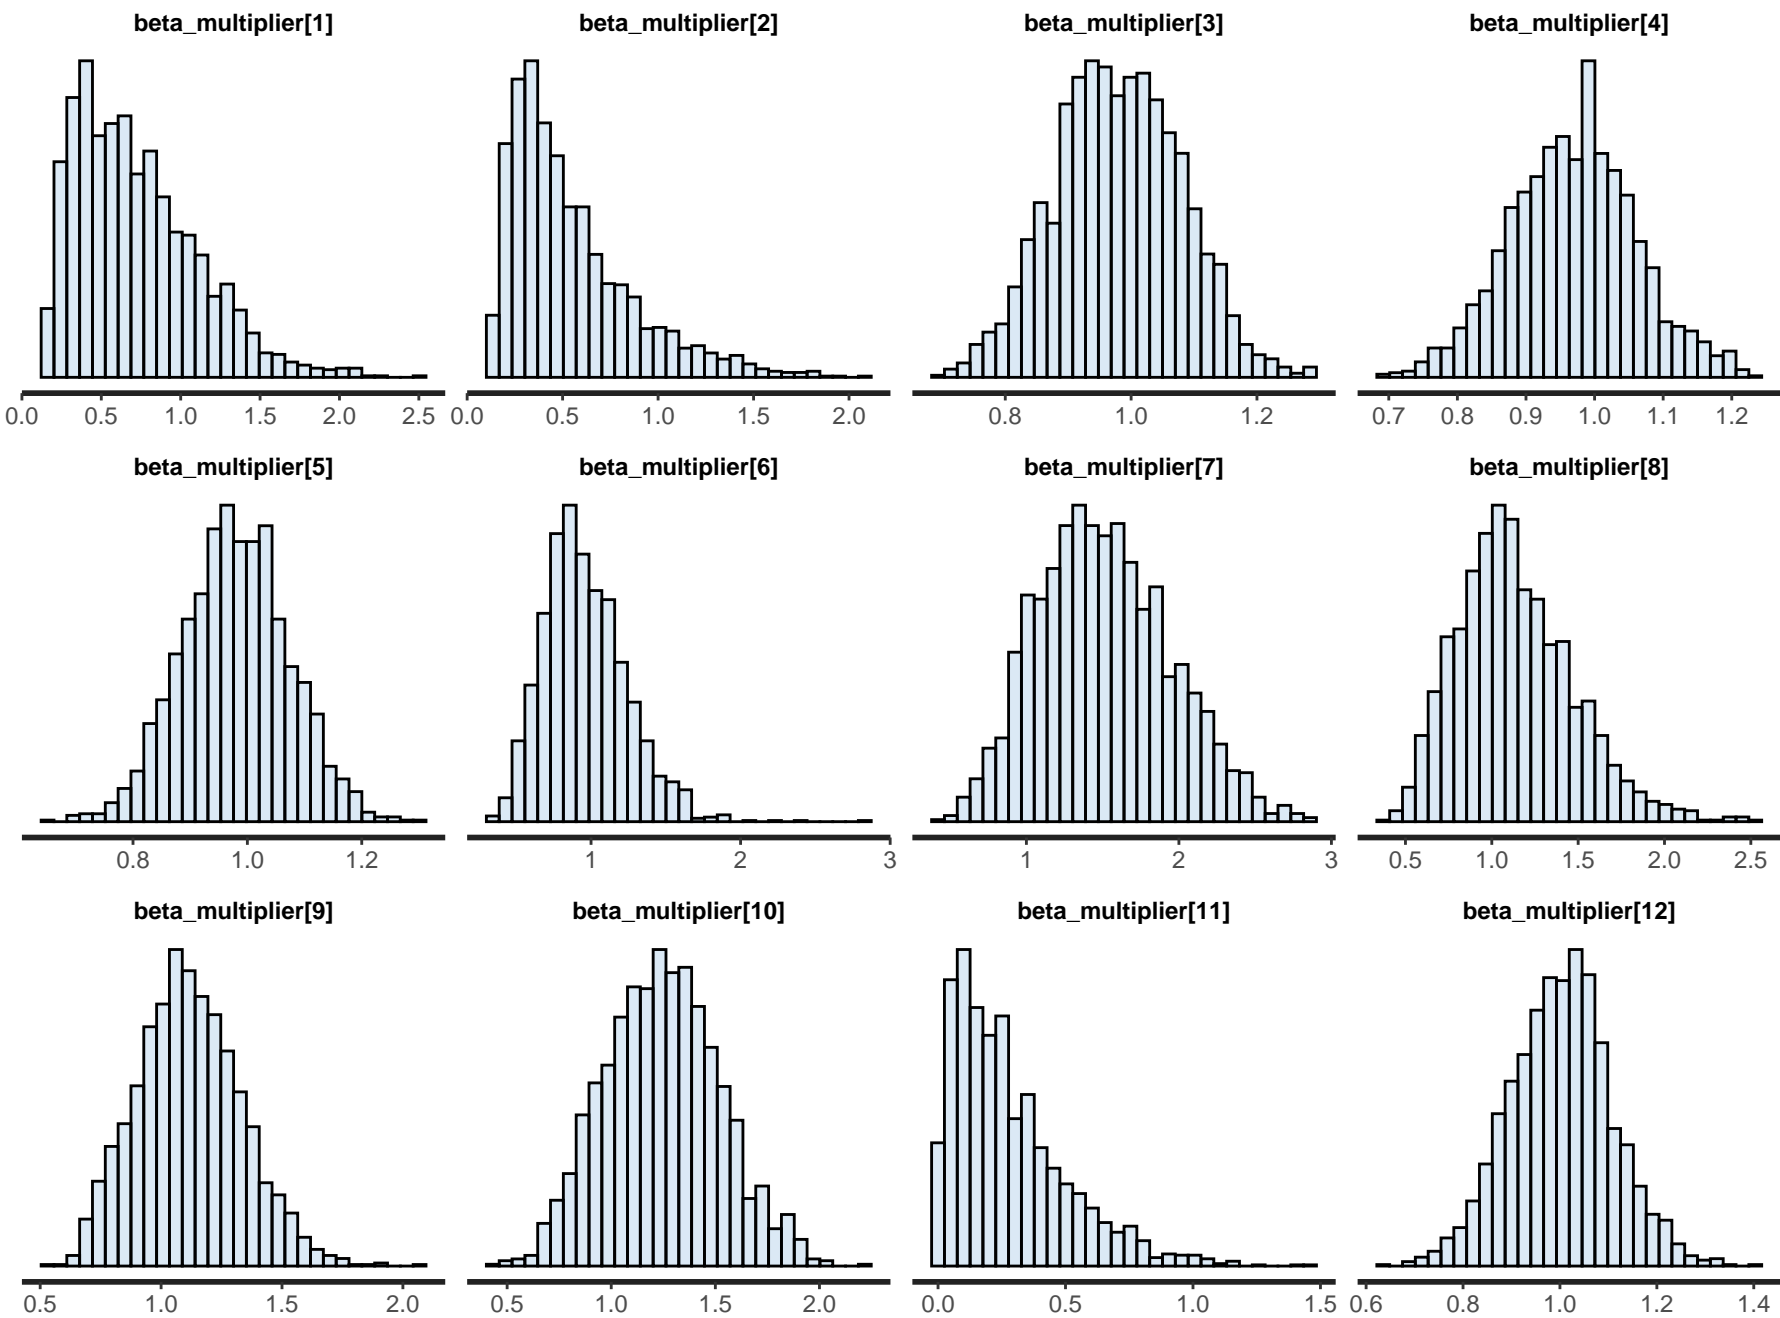 beta_multiplier[1] beta_multiplier[2] beta_multiplier[3] beta_multiplier[4]
0.0 0.5 1.0 1.5 2.0 2.5 0.0 0.5 1.0 1.5 2.0 0.8 1.0 1.2 0.7 0.8 0.9 1.0 1.1 1.2
beta_multiplier[5] beta_multiplier[6] beta_multiplier[7] beta_multiplier[8]
0.8 1.0 1.2 1 2 3 1 2 3 0.5 1.0 1.5 2.0 2.5
beta_multiplier[9] beta_multiplier[10] beta_multiplier[11] beta_multiplier[12]
0.5 1.0 1.5 2.0 0.5 1.0 1.5 2.0 0.0 0.5 1.0 1.5 0.6 0.8 1.0 1.2 1.4